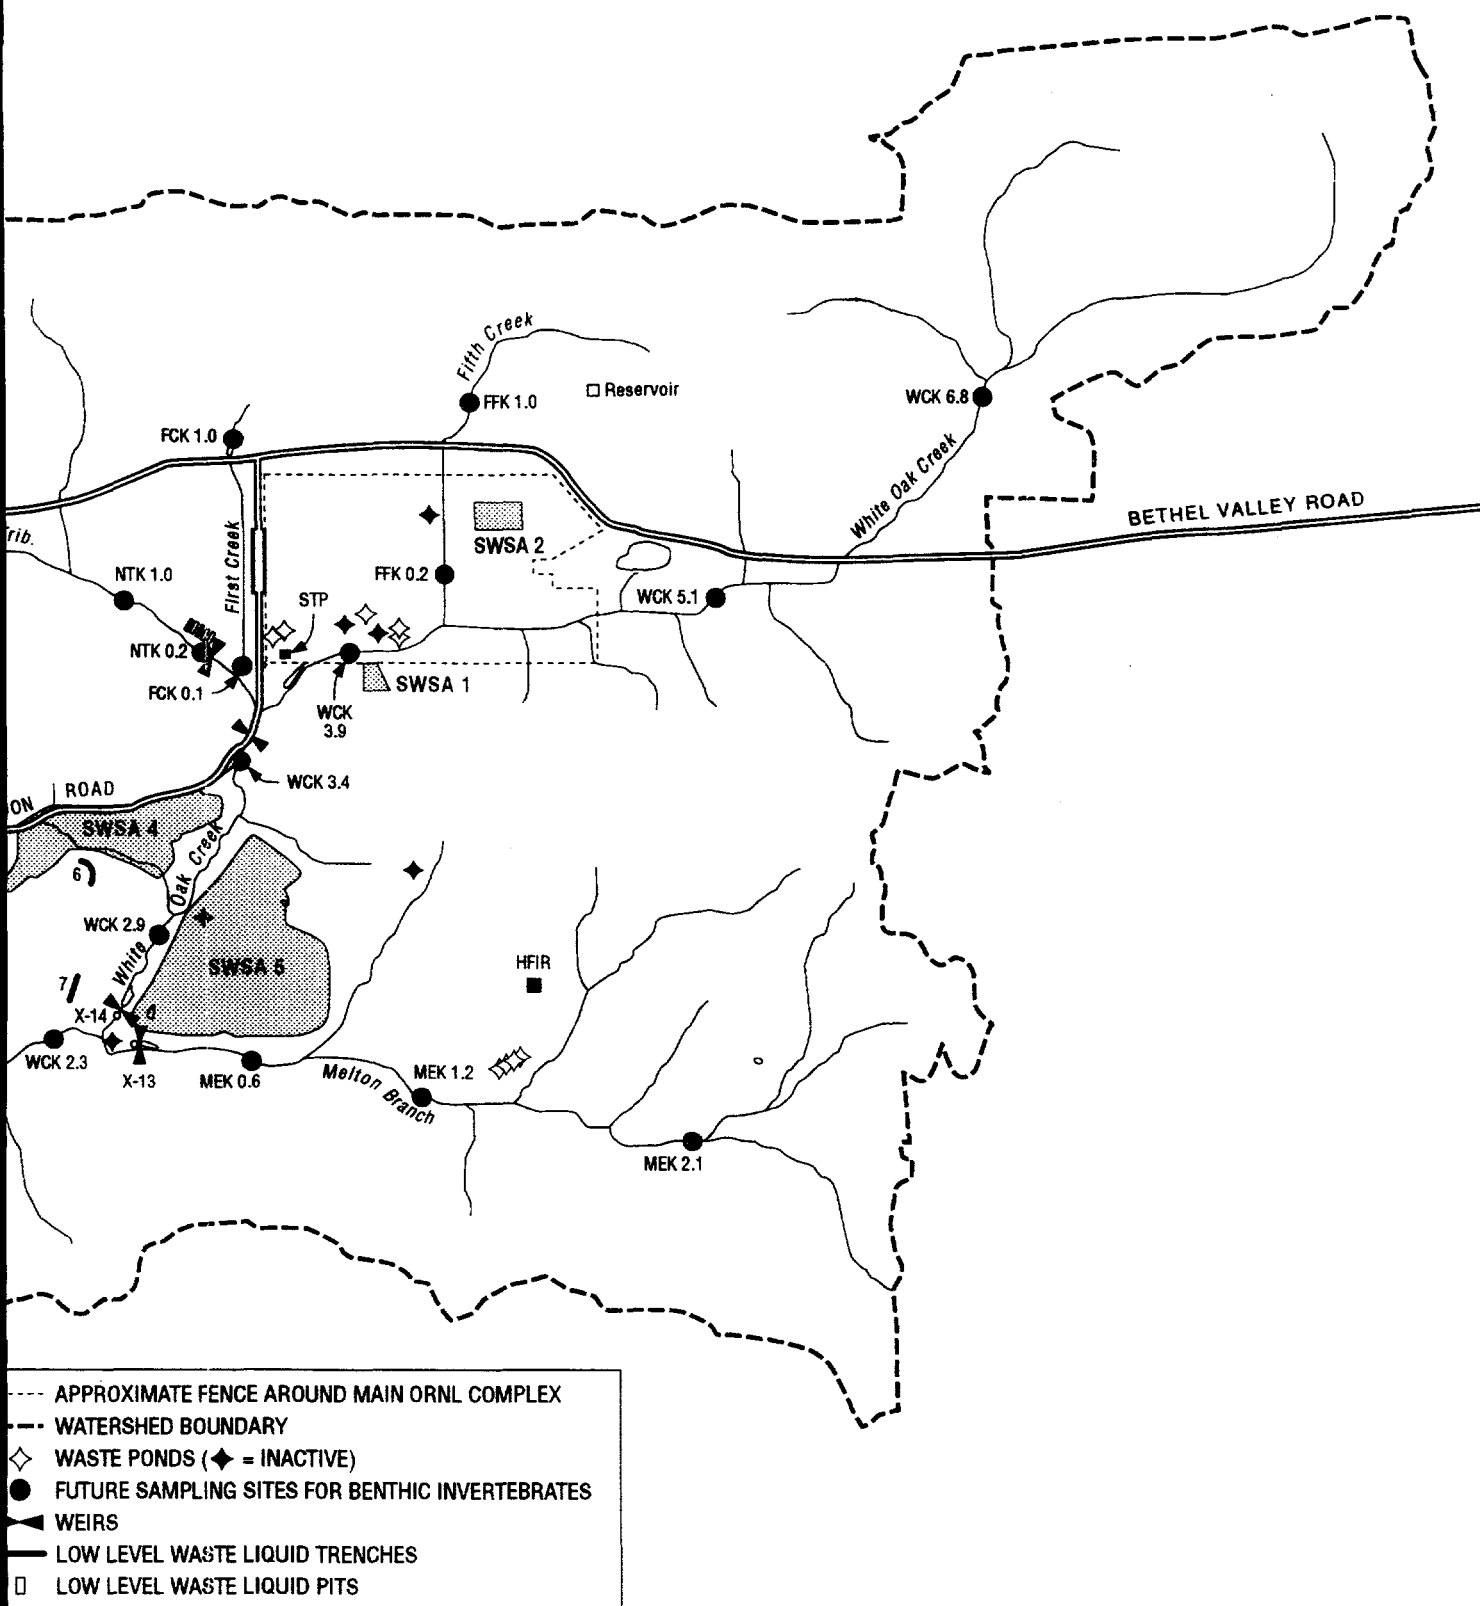 Fifth Creek
Reservoir
FFK 1.0
WCK 6.8
FCK 1.0
White Oak Creek
BETHEL VALLEY ROAD
First Creek
SWSA 2
NTK 1.0
FFK 0.2
STP
WCK 5.1
NTK 0.2
FCK 0.1
SWSA 1
WCK
3.9
WCK 3.4
ROAD
SWSA 4
6
White Oak Creek
WCK 2.9
SWSA 5
HFIR
7
X-14
WCK 2.3
X-13
MEK 0.6
Melton Branch
MEK 1.2
MEK 2.1
APPROXIMATE FENCE AROUND MAIN ORNL COMPLEX
WATERSHED BOUNDARY
WASTE PONDS ( = INACTIVE)
FUTURE SAMPLING SITES FOR BENTHIC INVERTEBRATES
WEIRS
LOW LEVEL WASTE LIQUID TRENCHES
LOW LEVEL WASTE LIQUID PITS